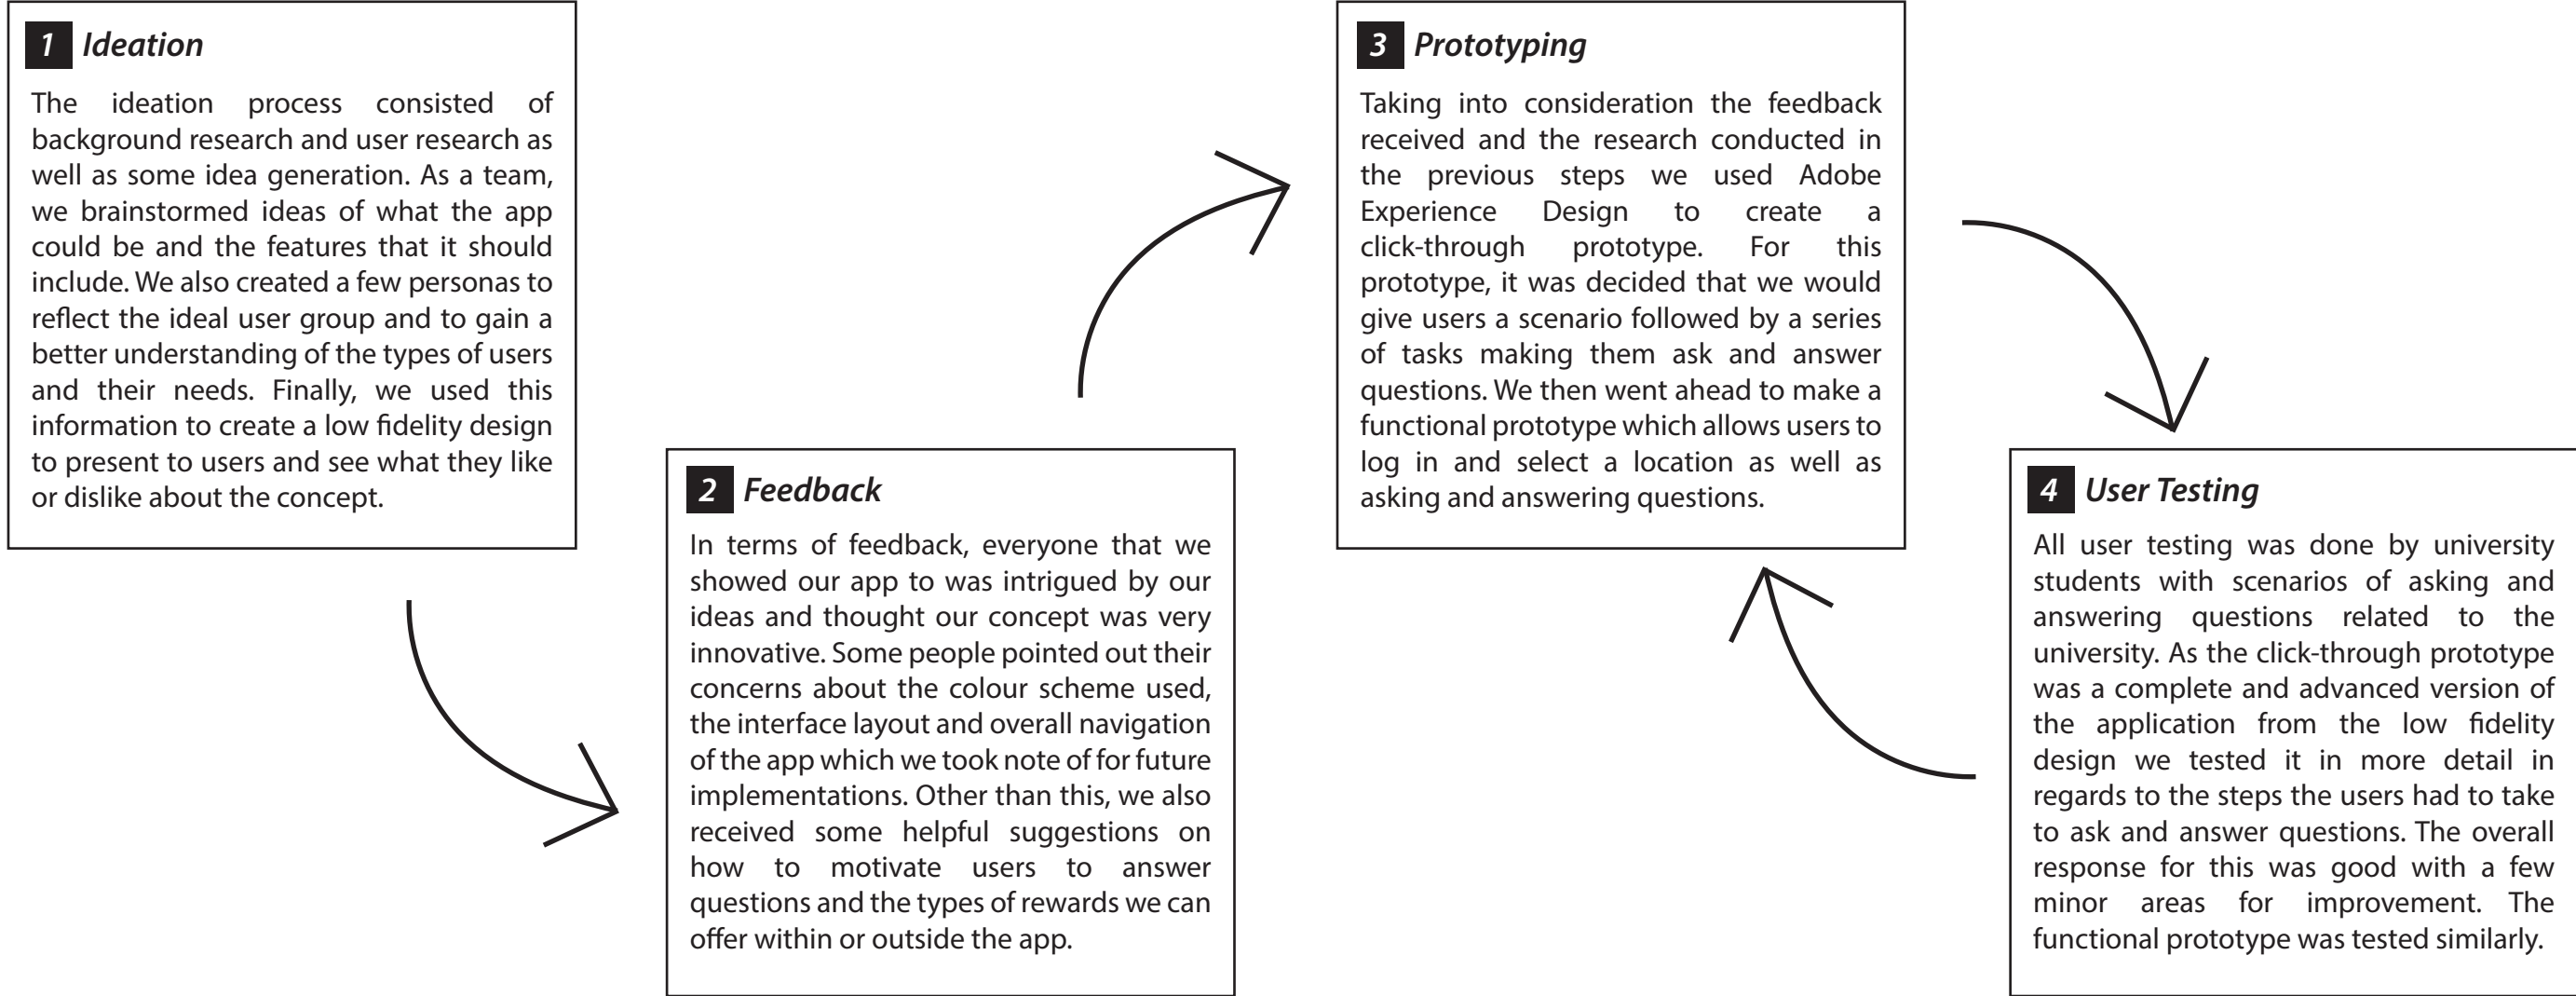 1 Ideation
The ideation process consisted of
background research and user research as
well as some idea generation. As a team,
we brainstormed ideas of what the app
could be and the features that it should
include. We also created a few personas to
reflect the ideal user group and to gain a
better understanding of the types of users
and their needs. Finally, we used this
information to create a low fidelity design
to present to users and see what they like
or dislike about the concept.
2 Feedback
In terms of feedback, everyone that we
showed our app to was intrigued by our
ideas and thought our concept was very
innovative. Some people pointed out their
concerns about the colour scheme used,
the interface layout and overall navigation
of the app which we took note of for future
implementations. Other than this, we also
received some helpful suggestions on
how to motivate users to answer
questions and the types of rewards we can
offer within or outside the app.
3 Prototyping
Taking into consideration the feedback
received and the research conducted in
the previous steps we used Adobe
Experience Design to create a
click-through prototype. For this
prototype, it was decided that we would
give users a scenario followed by a series
of tasks making them ask and answer
questions. We then went ahead to make a
functional prototype which allows users to
log in and select a location as well as
asking and answering questions.
4 User Testing
All user testing was done by university
students with scenarios of asking and
answering questions related to the
university. As the click-through prototype
was a complete and advanced version of
the application from the low fidelity
design we tested it in more detail in
regards to the steps the users had to take
to ask and answer questions. The overall
response for this was good with a few
minor areas for improvement. The
functional prototype was tested similarly.